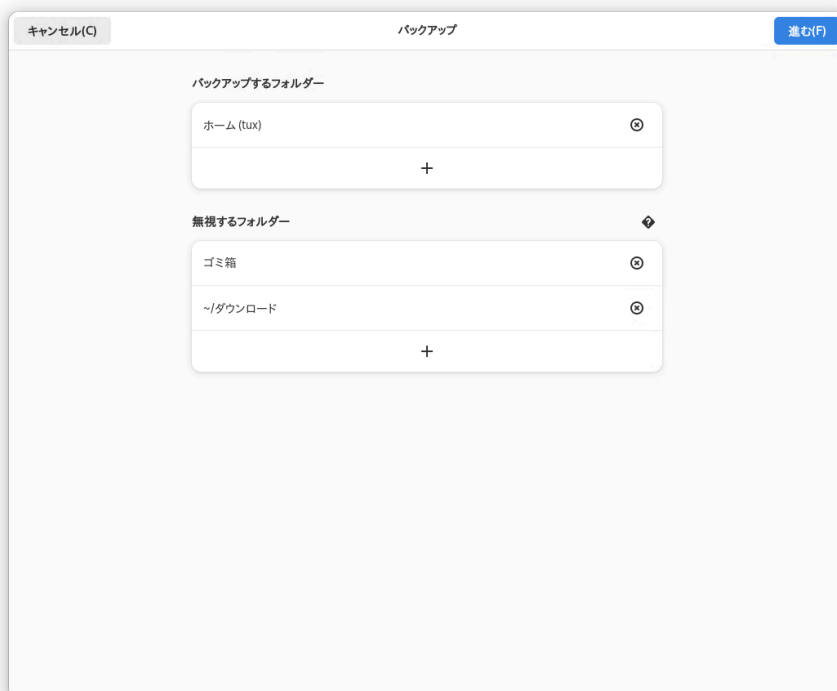 キャンセル(C)
バックアップ
進む(F)
バックアップするフォルダー
ホーム (tux)
無視するフォルダー
ゴミ箱
~/ダウンロード